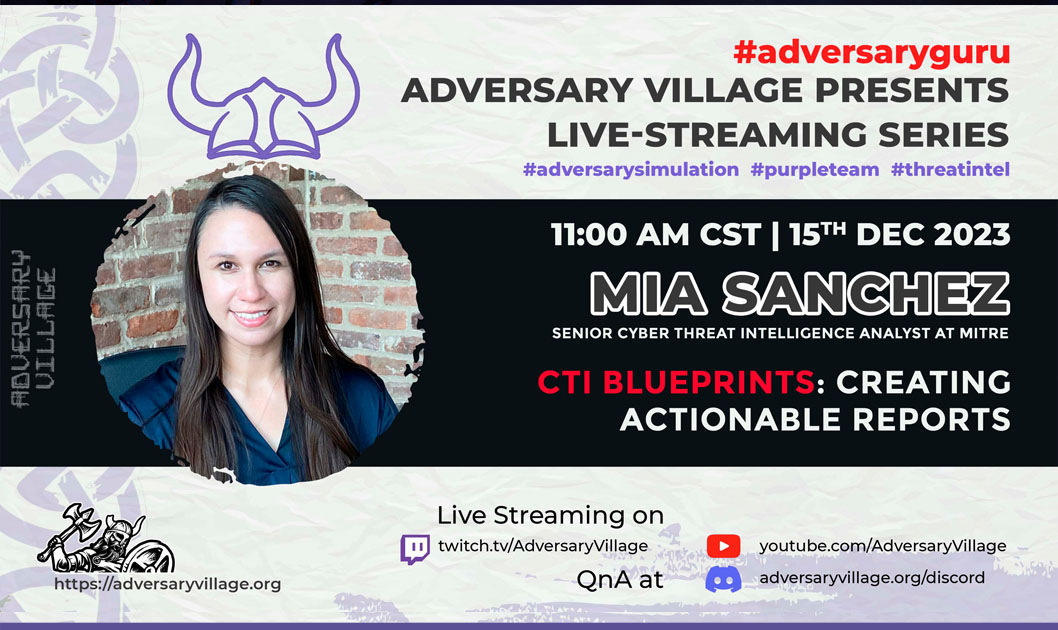 #adversaryguru
ADVERSARY VILLAGE PRESENTS
LIVE-STREAMING SERIES
#adversarysimulation #purpleteam #threatintel
ADVERSARY
VILLAGE
11:00 AM CST | 15TH DEC 2023
MIA SANCHEZ
SENIOR CYBER THREAT INTELLIGENCE ANALYST AT MITRE
CTI BLUEPRINTS: CREATING
ACTIONABLE REPORTS
Live Streaming on
twitch.tv/AdversaryVillage
youtube.com/AdversaryVillage
QnA at
adversaryvillage.org/discord
https://adversaryvillage.org